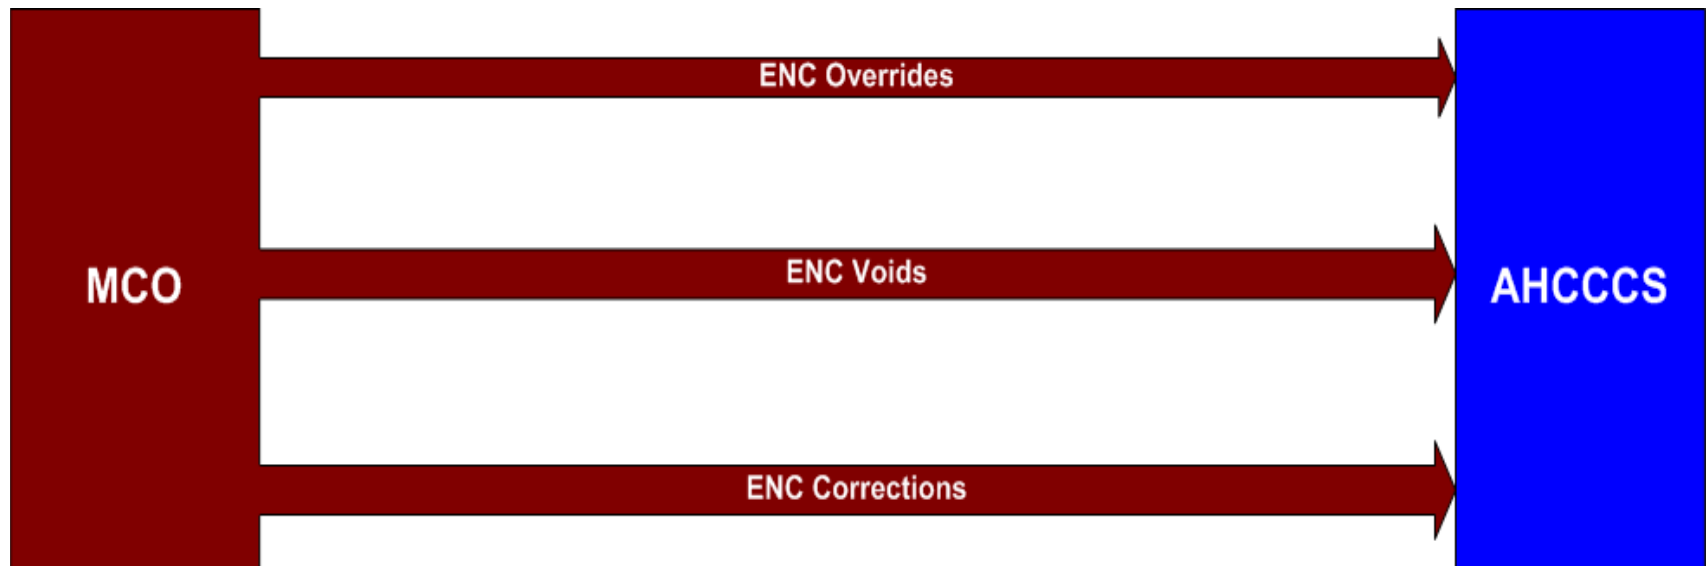 ENC Overrides
ENC Voids
MCO
AHCCCS
ENC Corrections